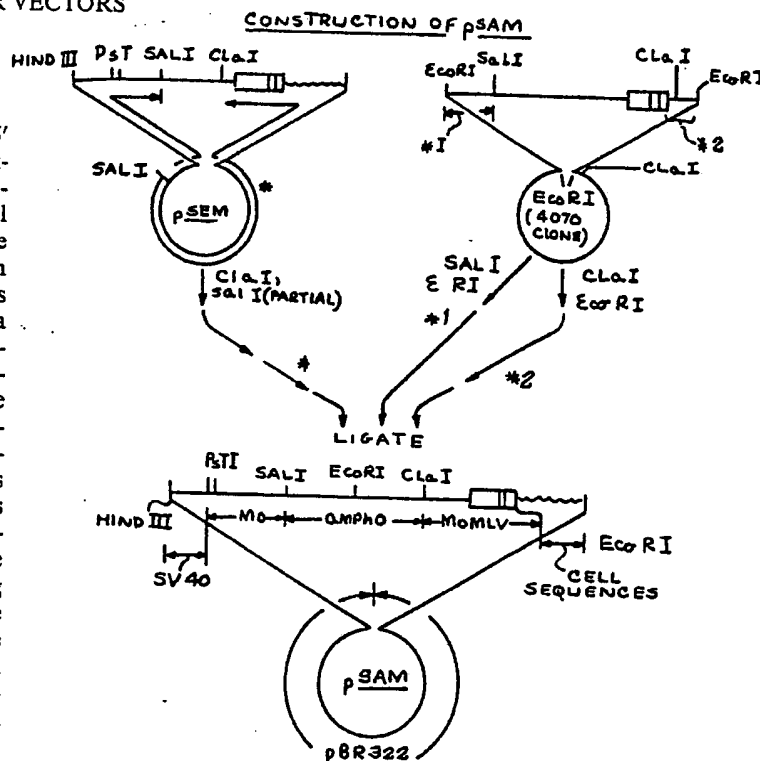 R VECTORS
CONSTRUCTION OF pSAM
HIND III PST SALI ClaI
SALI
pSEM
*
ClaI,
SalI(PARTIAL)
*
EcoRI SalI ClaI EcoRI
*1
*2
ClaI
EcoRI
(4070
CLONE)
SALI
ERI
*1
ClaI
EcoRI
*2
LIGATE
PSTI SALI EcoRI ClaI
HIND III Mo ampho MoMLV EcoRI
SV40
CELL
SEQUENCES
pSAM
pBR322